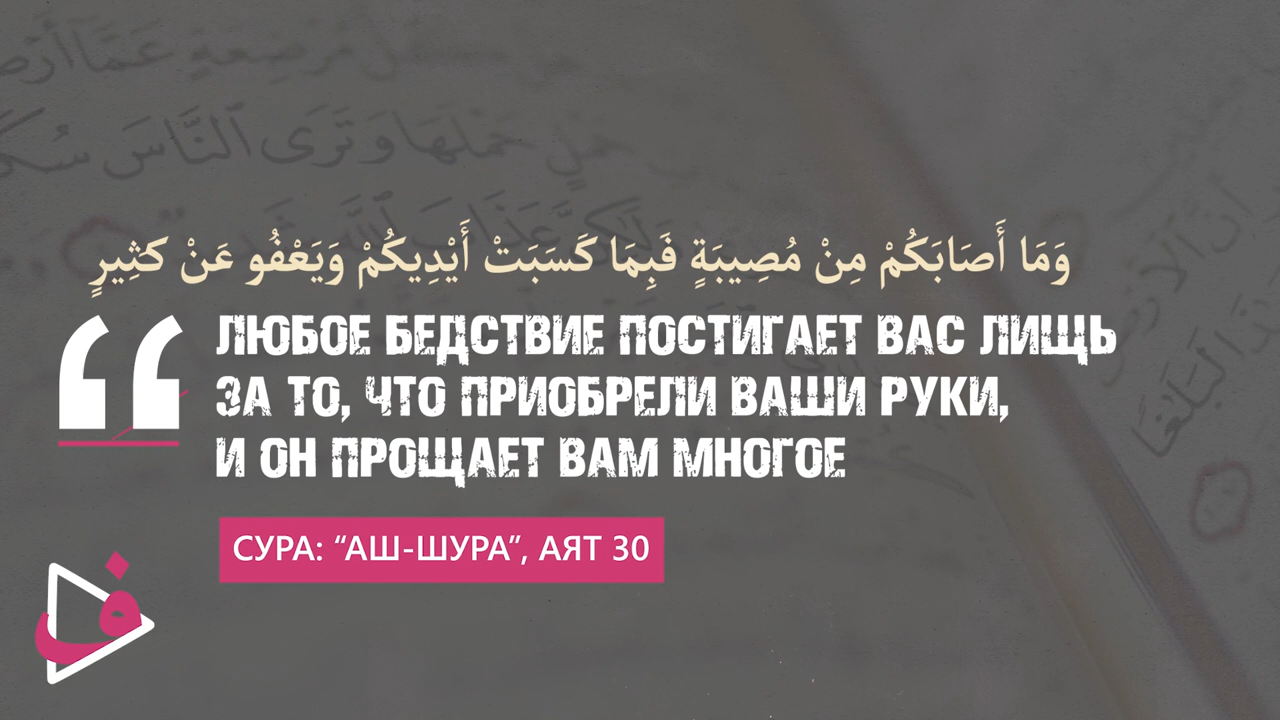 وَمَا أَصَابَكُمْ مِنْ مُصِيبَةٍ فَبِمَا كَسَبَتْ أَيْدِيكُمْ وَيَعْفُو عَنْ كَثِيرٍ
“ ЛЮБОЕ БЕДСТВИЕ ПОСТИГАЕТ ВАС ЛИЩЬ
ЗА ТО, ЧТО ПРИОБРЕЛИ ВАШИ РУКИ,
И ОН ПРОЩАЕТ ВАМ МНОГОЕ
СУРА: “АШ-ШУРА”, АЯТ 30
ف